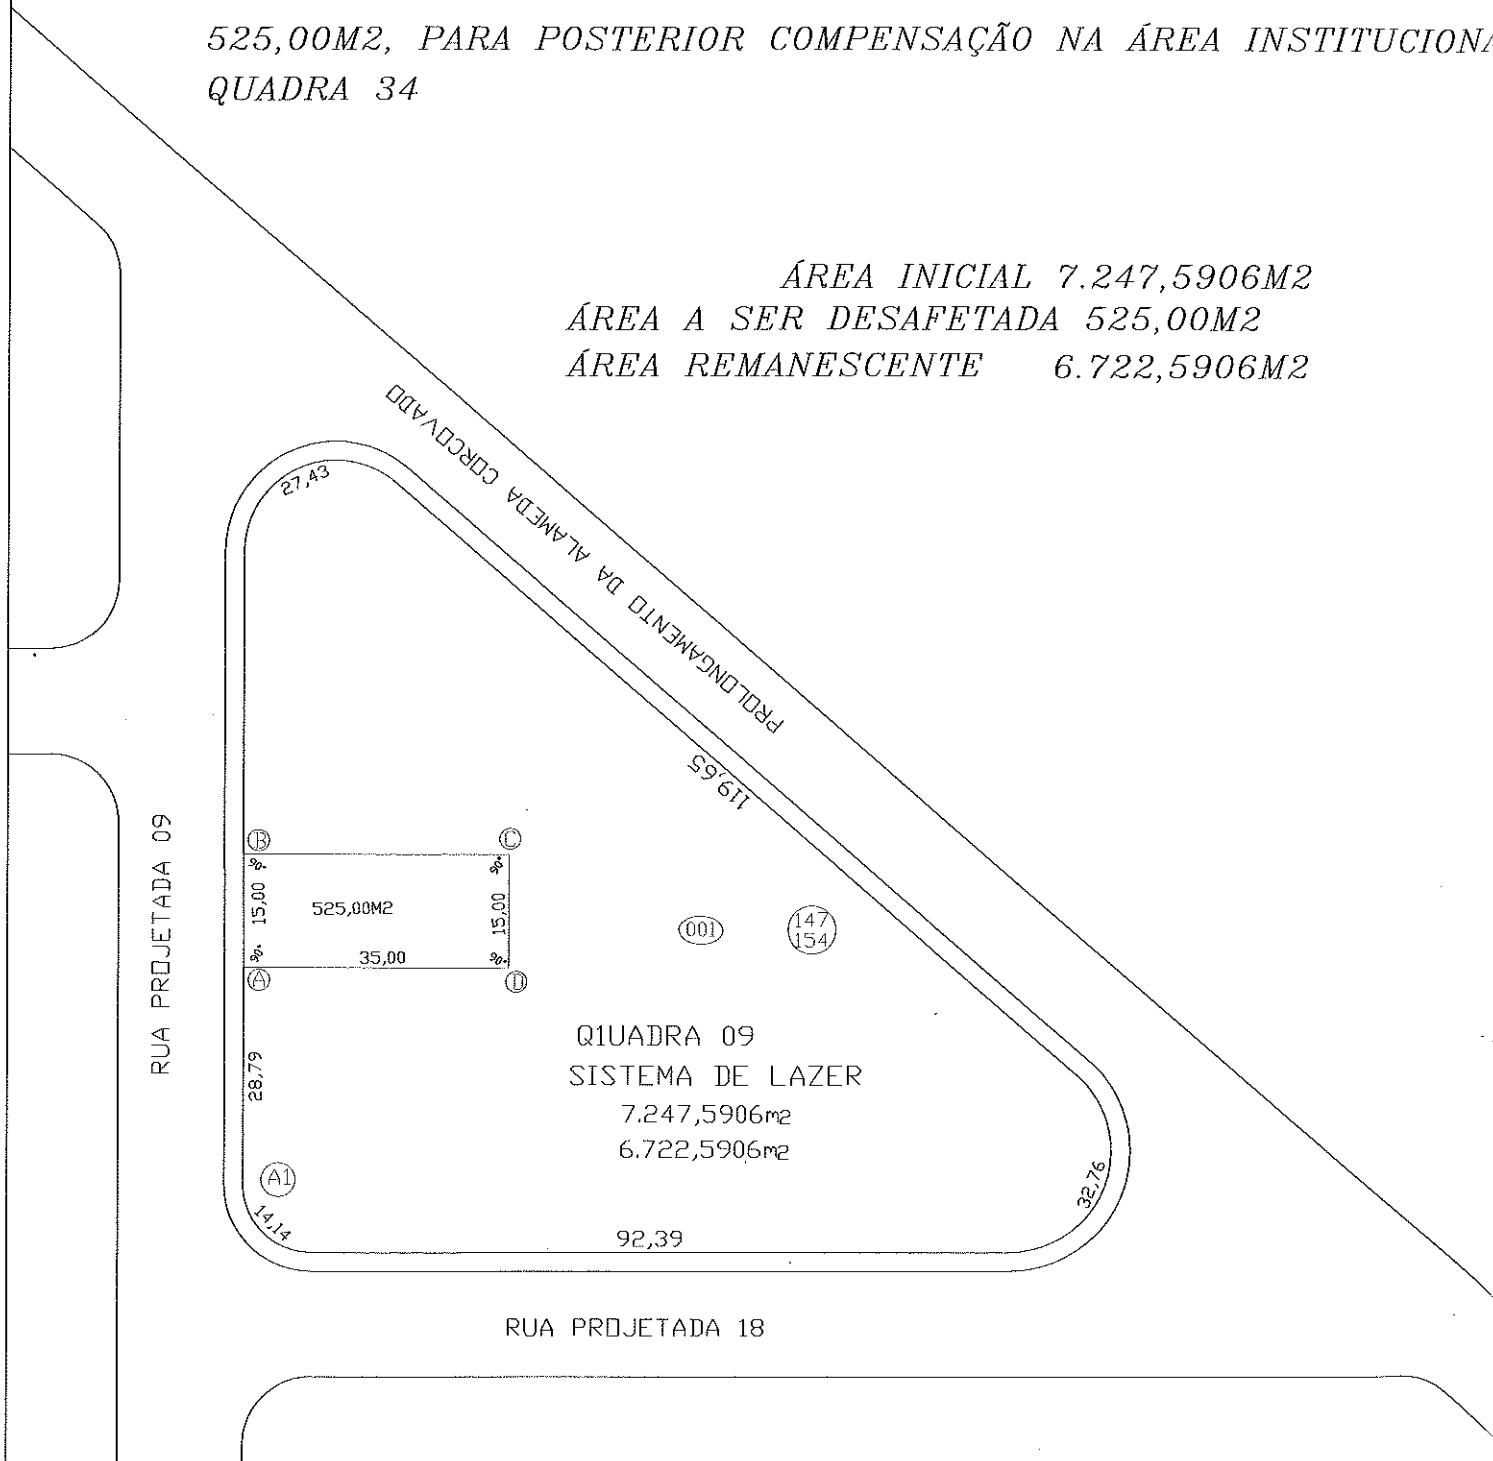 525,00M2, PARA POSTERIOR COMPENSAÇÃO NA ÁREA
QUADRA 34
ÁREA INICIAL 7.247,5906M2
ÁREA A SER DESAFETADA 525,00M2
ÁREA REMANESCENTE 6.722,5906M2
PROLONGAMENTO DA ALAMEDA CORCOVADO
27,43
119,65
RUA PROJETADA 09
B
C
90°
90°
15,00
525,00M2
15,00
90°
35,00
90°
A
D
001
147
154
Q1UADRA 09
SISTEMA DE LAZER
7.247,5906m2
6.722,5906m2
28,79
A1
14,14
92,39
32,76
RUA PROJETADA 18